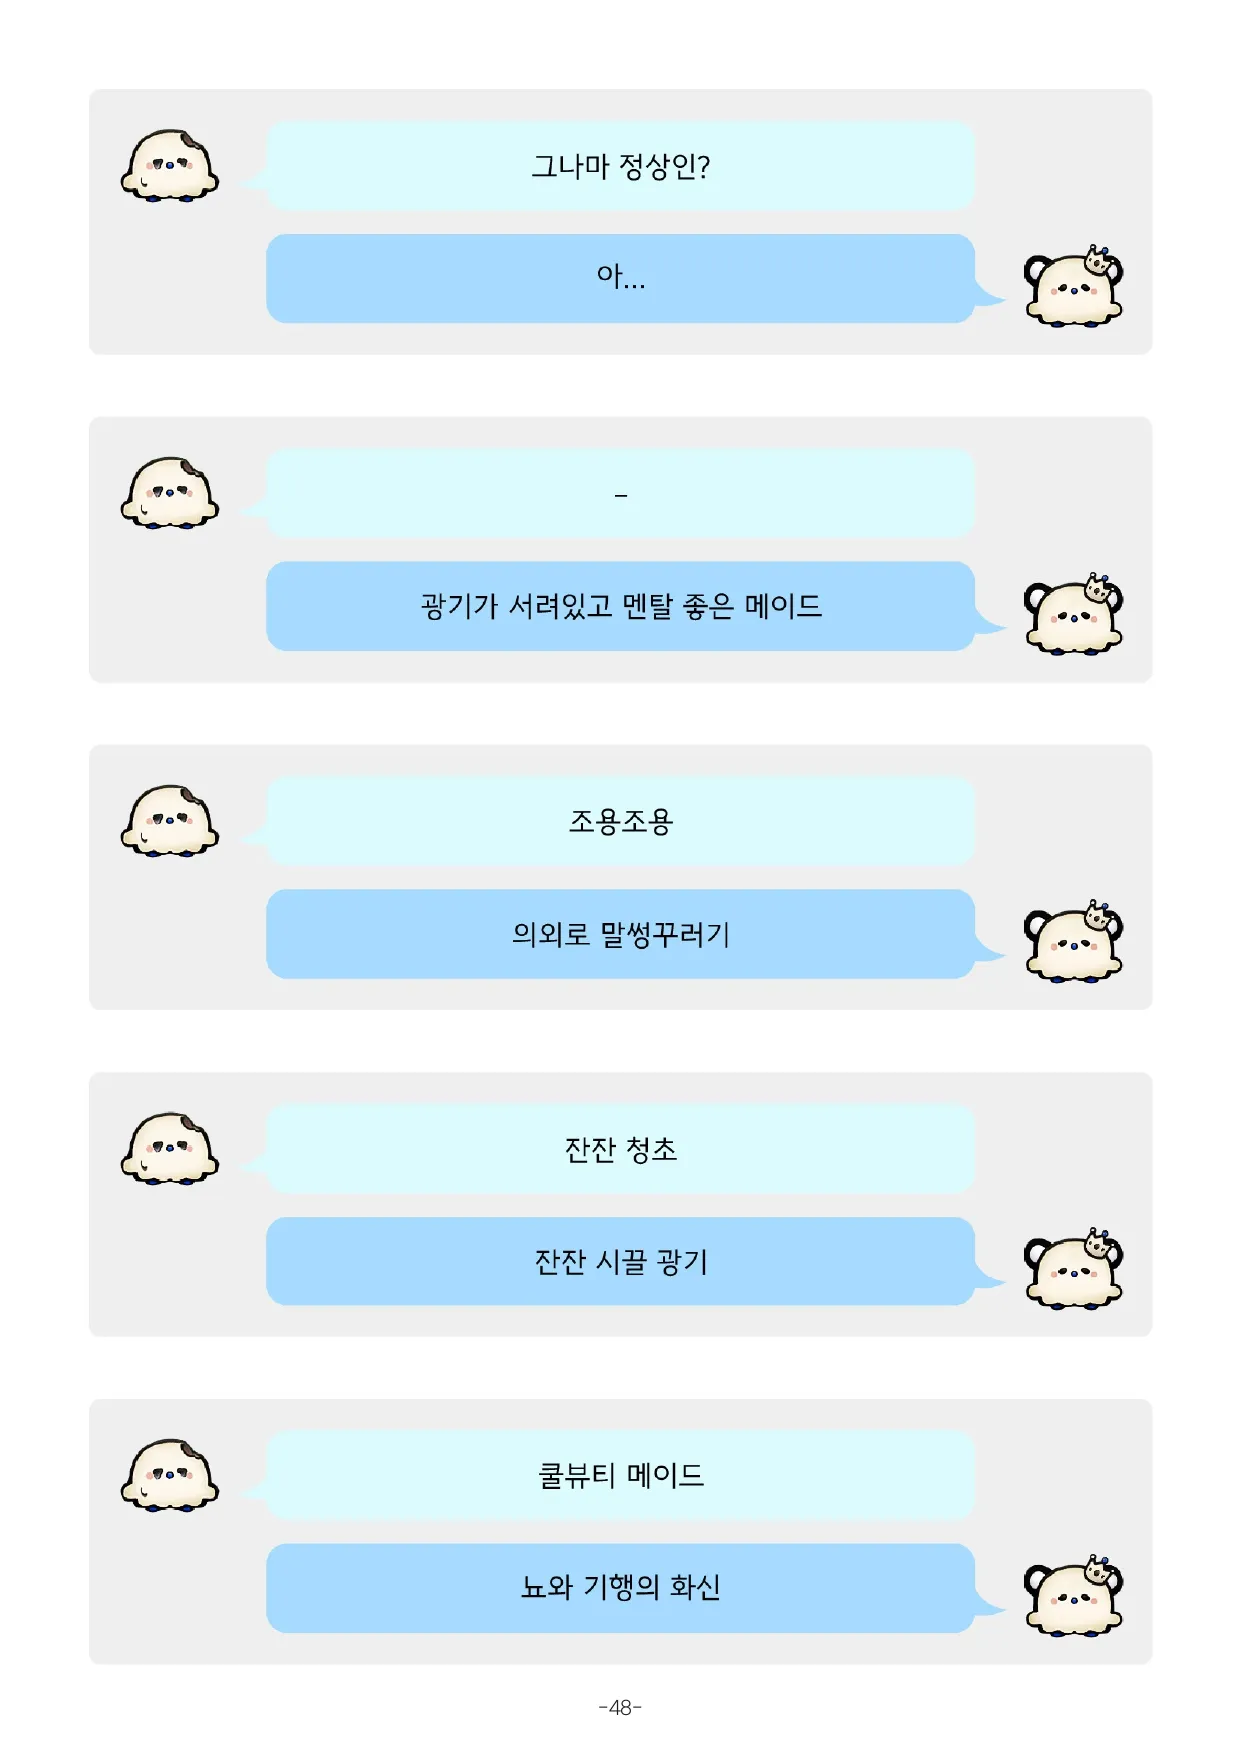 그나마 정상인?
아...
-
광기가 서려있고 멘탈 좋은 메이드
조용조용
의외로 말썽꾸러기
잔잔 청초
잔잔 시끌 광기
쿨뷰티 메이드
뇨와 기행의 화신
-48-